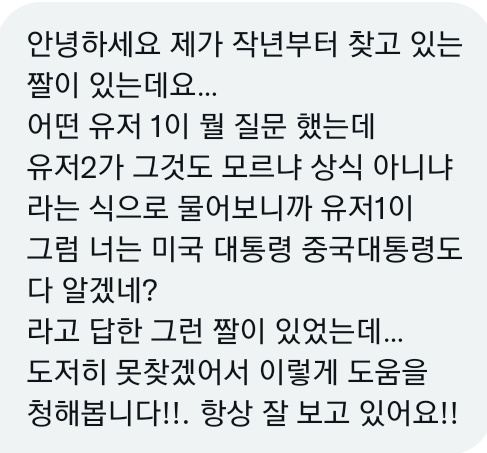 안녕하세요 제가 작년부터 찾고 있는
짤이 있는데요...
어떤 유저 1이 뭘 질문 했는데
유저2가 그것도 모르냐 상식 아니냐
라는 식으로 물어보니까 유저1이
그럼 너는 미국 대통령 중국대통령도
다 알겠네?
라고 답한 그런 짤이 있었는데...
도저히 못찾겠어서 이렇게 도움을
청해봅니다!!. 항상 잘 보고 있어요!!